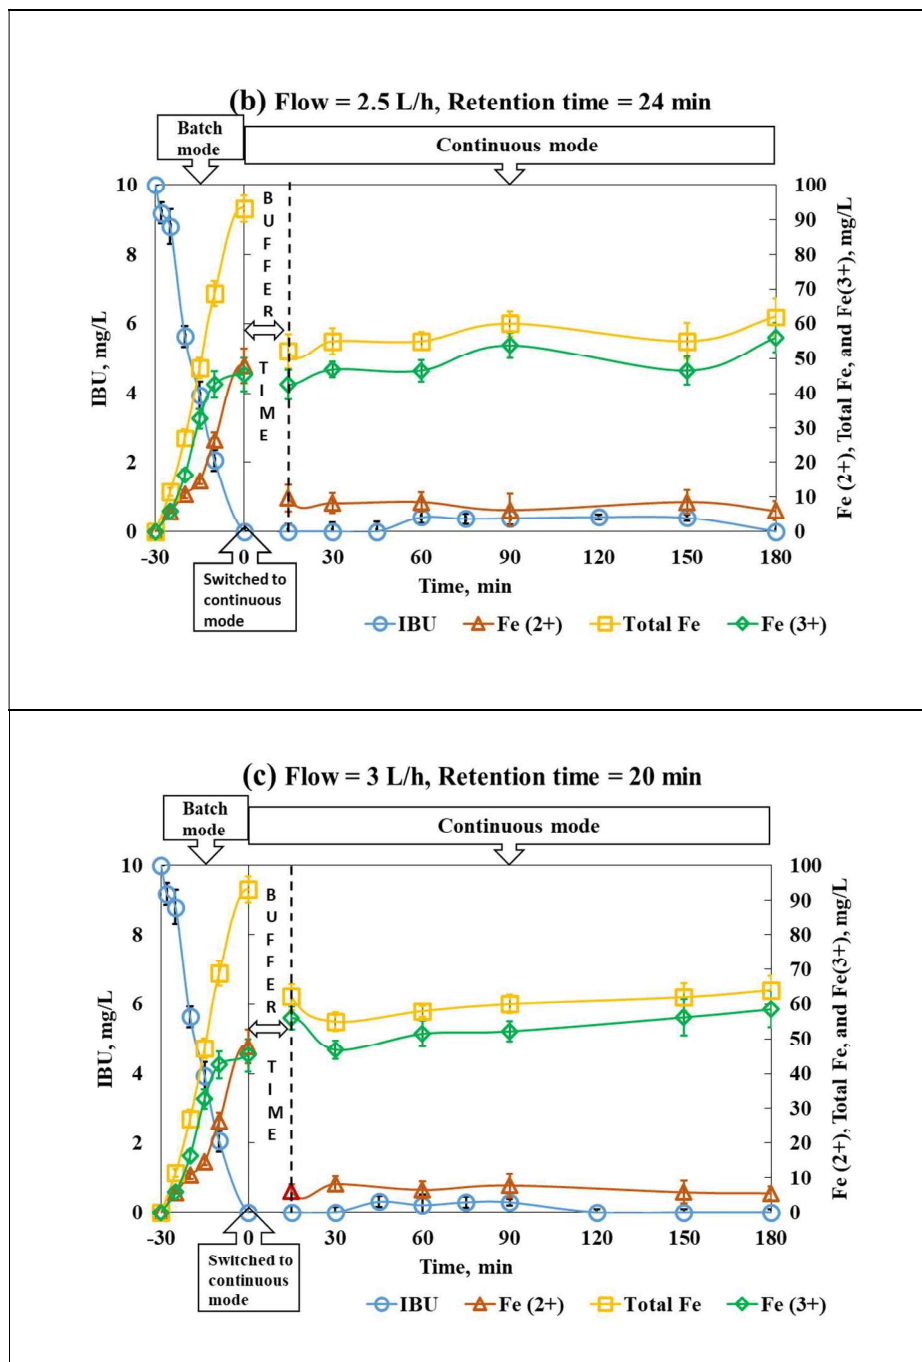 (b) Flow = 2.5 L/h, Retention time = 24 min
Batch
mode
Continuous mode
10
8
6
4
2
0
IBU, mg/L
100
90
80
70
60
50
40
30
20
10
0
Fe (2+), Total Fe, and Fe(3+), mg/L
BUFFER
TIME
-30
0
30
60
90
120
150
180
Switched to
continuous
mode
Time, min
IBU
Fe (2+)
Total Fe
Fe (3+)
(c) Flow = 3 L/h, Retention time = 20 min
Batch
mode
Continuous mode
10
8
6
4
2
0
IBU, mg/L
100
90
80
70
60
50
40
30
20
10
0
Fe (2+), Total Fe, and Fe(3+), mg/L
BUFFER
TIME
-30
0
30
60
90
120
150
180
Switched to
continuous
mode
Time, min
IBU
Fe (2+)
Total Fe
Fe (3+)